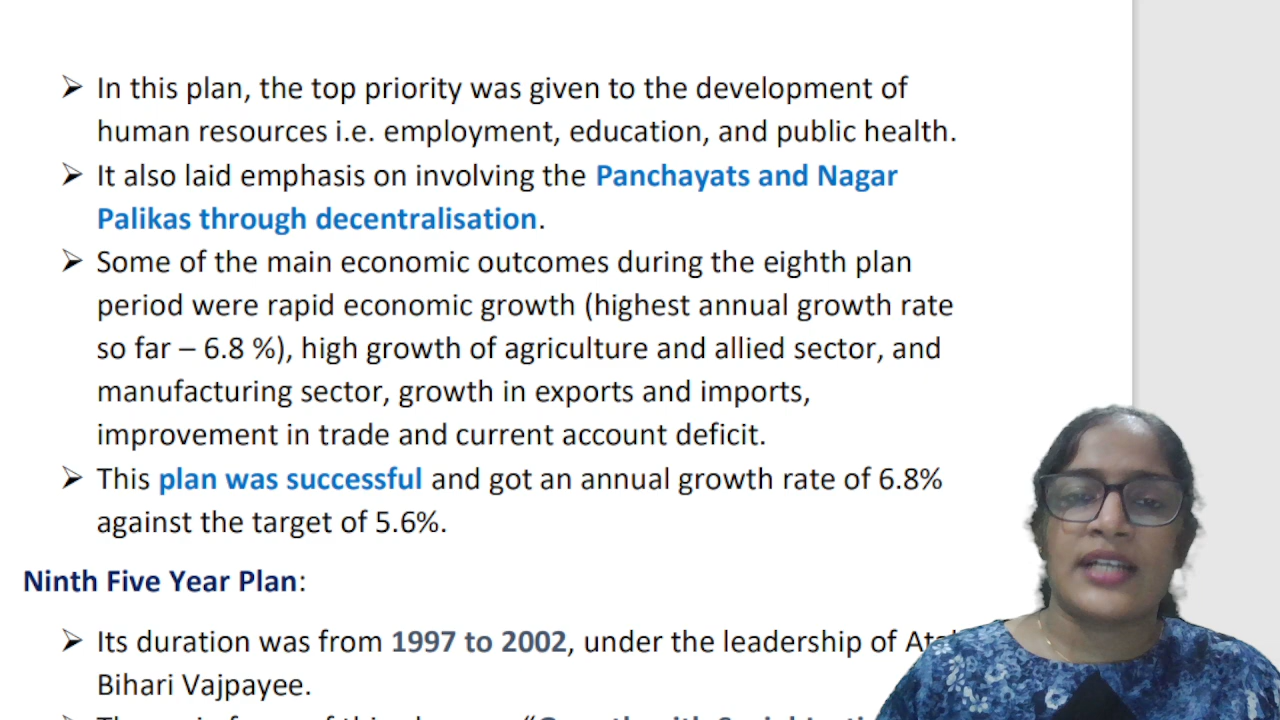 ➢ In this plan, the top priority was given to the development of
human resources i.e. employment, education, and public health.
➢ It also laid emphasis on involving the Panchayats and Nagar
Palikas through decentralisation.
➢ Some of the main economic outcomes during the eighth plan
period were rapid economic growth (highest annual growth rate
so far – 6.8 %), high growth of agriculture and allied sector, and
manufacturing sector, growth in exports and imports,
improvement in trade and current account deficit.
➢ This plan was successful and got an annual growth rate of 6.8%
against the target of 5.6%.
Ninth Five Year Plan:
➢ Its duration was from 1997 to 2002, under the leadership of
Bihari Vajpayee.